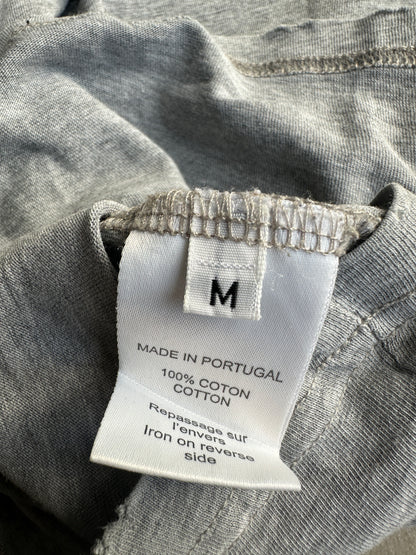 M
MADE IN PORTUGAL
100% COTON
COTTON
Repassage sur
l'envers
Iron on reverse
side